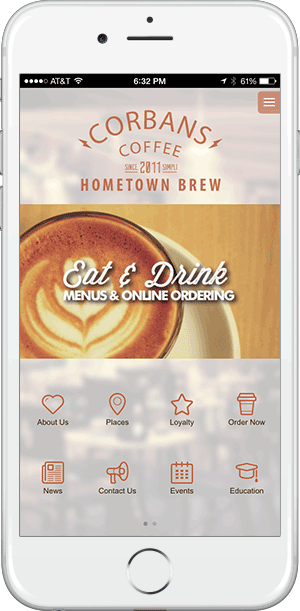 AT&T 6:32 PM 61%
CORBANS
COFFEE
SINCE 2011 SIMPLI
HOMETOWN BREW
Eat & Drink
MENUS & ONLINE ORDERING
About Us Places Loyalty Order Now
News Contact Us Events Education